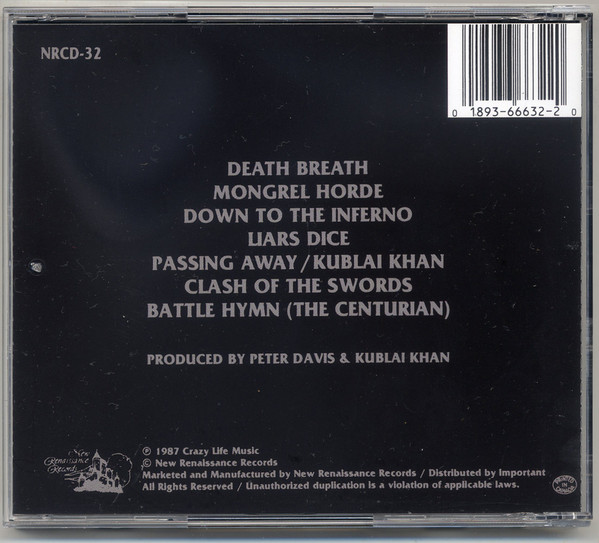 NRCD-32
0 1893-66632-2 0
DEATH BREATH
MONGREL HORDE
DOWN TO THE INFERNO
LIARS DICE
PASSING AWAY / KUBLAI KHAN
CLASH OF THE SWORDS
BATTLE HYMN (THE CENTURIAN)
PRODUCED BY PETER DAVIS & KUBLAI KHAN
New
Renaissance
Records
℗ 1987 Crazy Life Music
© New Renaissance Records
Marketed and Manufactured by New Renaissance Records / Distributed by Important
All Rights Reserved / Unauthorized duplication is a violation of applicable laws.
PRINTED
IN
CANADA